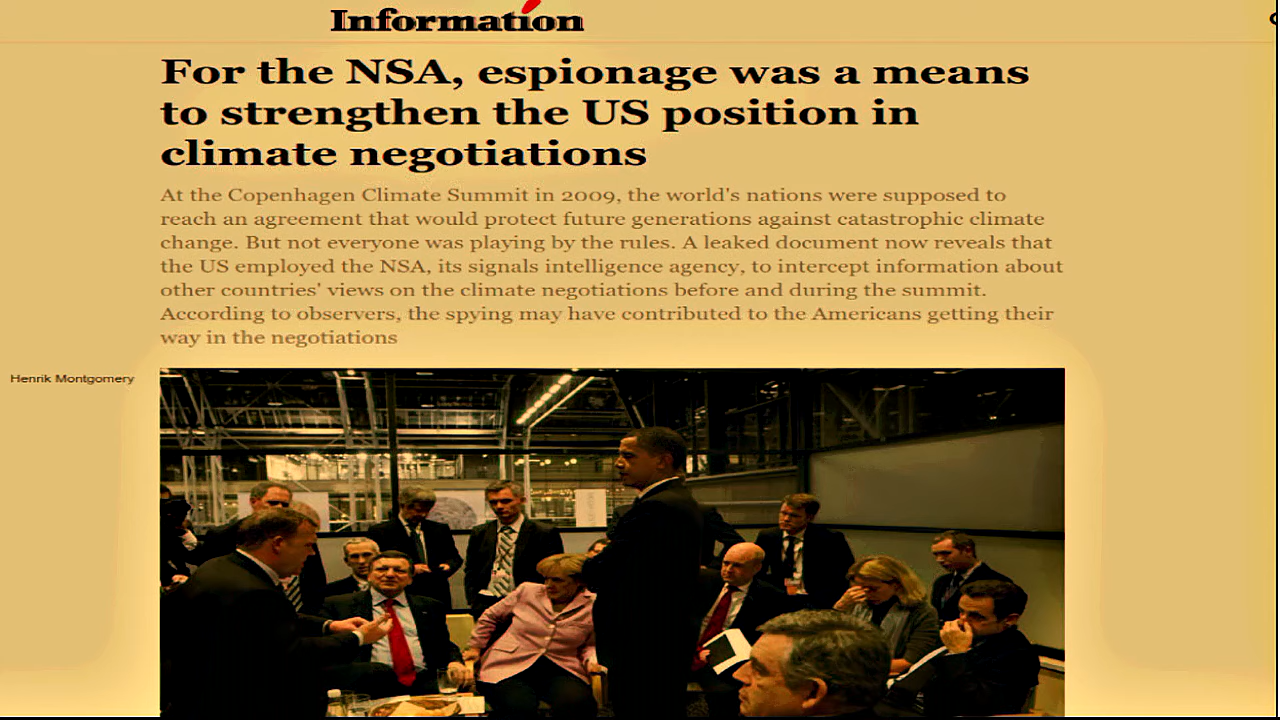 Information
For the NSA, espionage was a means
to strengthen the US position in
climate negotiations
At the Copenhagen Climate Summit in 2009, the world's nations were supposed to
reach an agreement that would protect future generations against catastrophic climate
change. But not everyone was playing by the rules. A leaked document now reveals that
the US employed the NSA, its signals intelligence agency, to intercept information about
other countries' views on the climate negotiations before and during the summit.
According to observers, the spying may have contributed to the Americans getting their
way in the negotiations
Henrik Montgomery